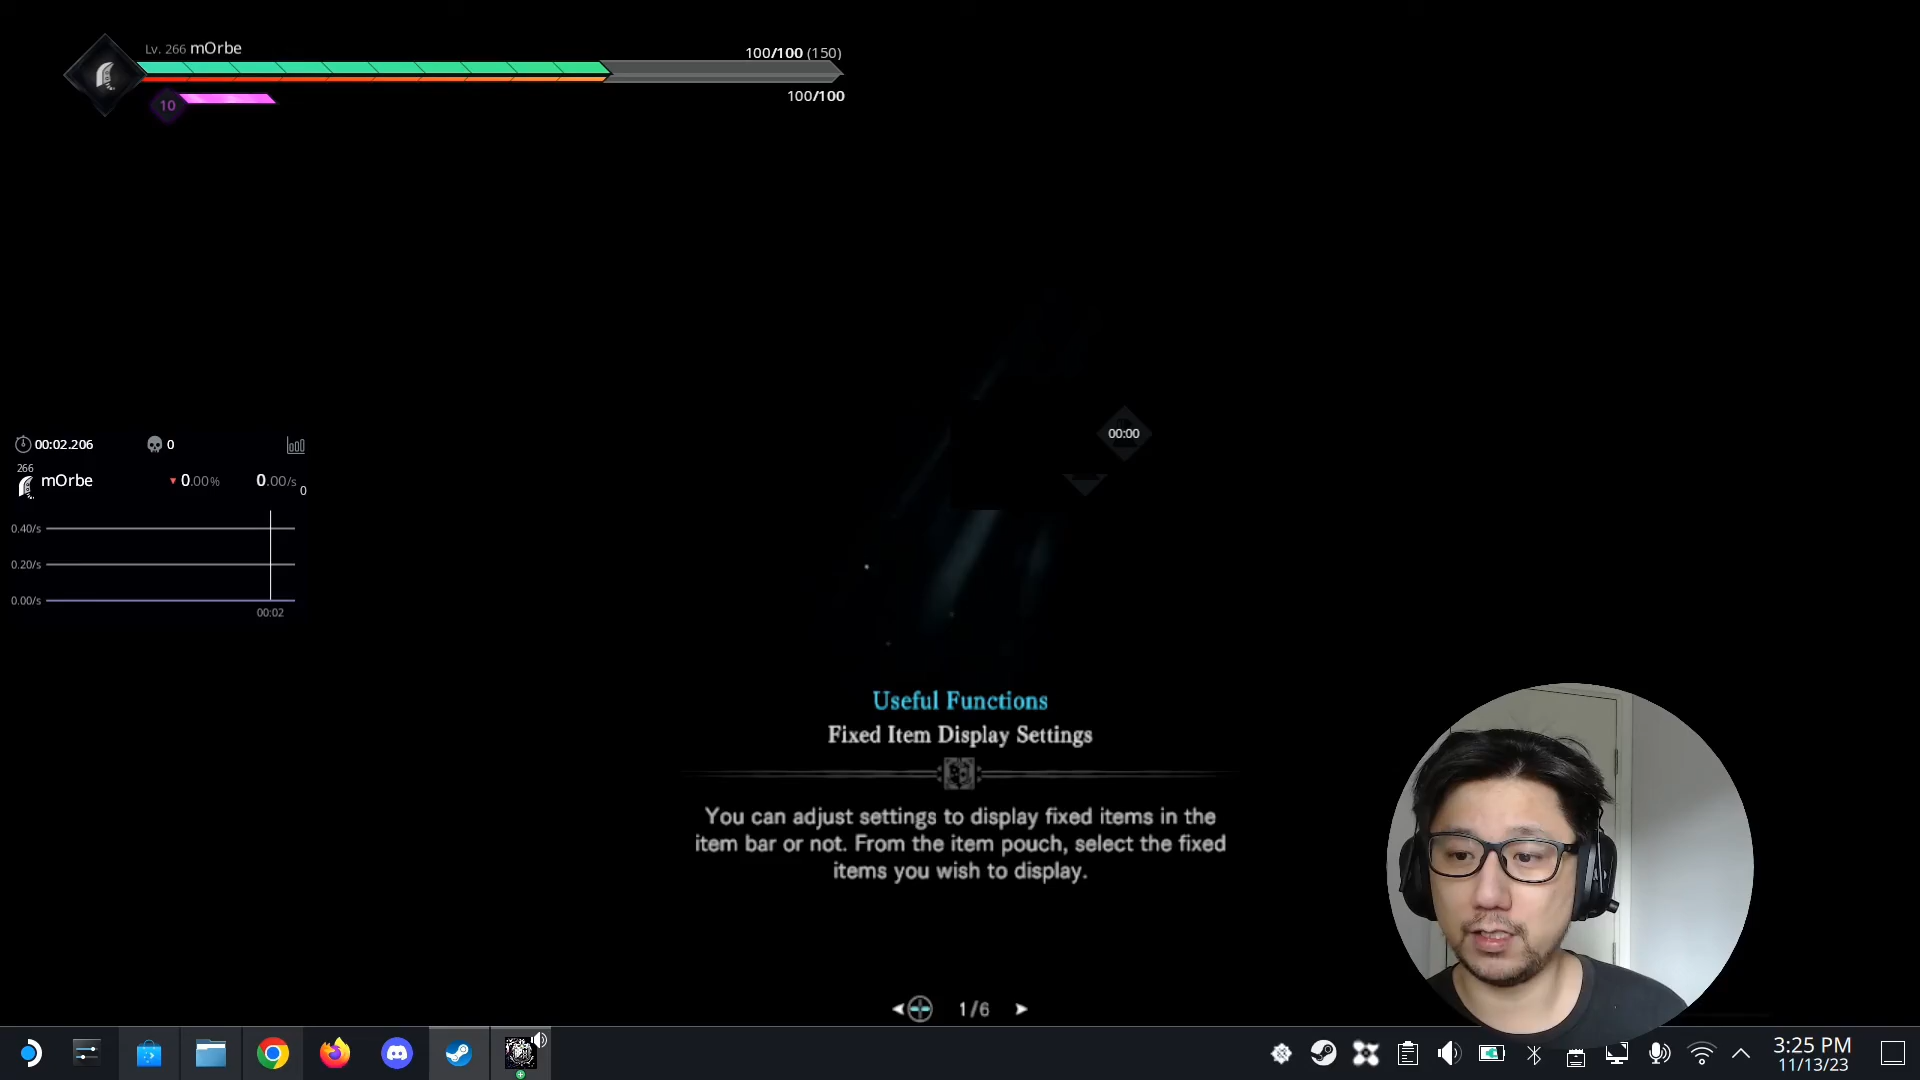 Lv. 266 mOrbe
100/100 (150)
10
100/100
00:00
00:02.206
0
266
mOrbe
0.00%
0.00/s
0
0.40/s
0.20/s
0.00/s
00:02
Useful Functions
Fixed Item Display Settings
You can adjust settings to display fixed items in the
item bar or not. From the item pouch, select the fixed
items you wish to display.
1/6
3:25 PM
11/13/23